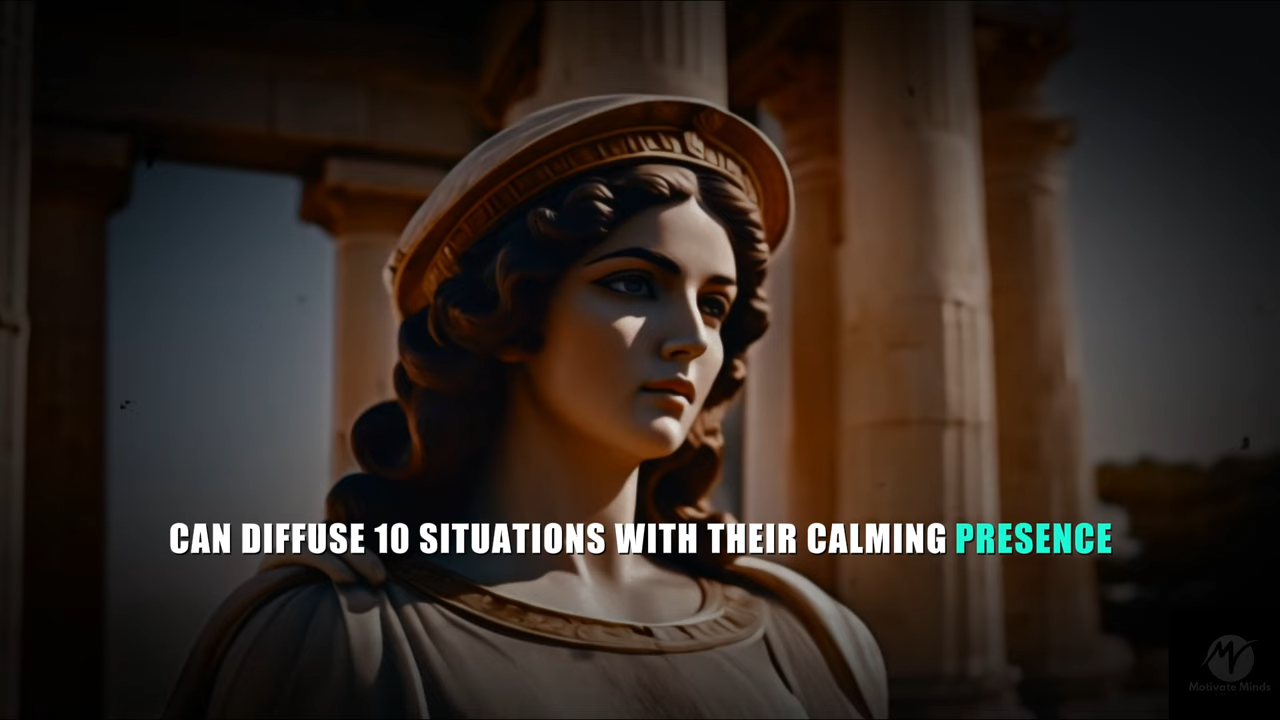 CAN DIFFUSE 10 SITUATIONS WITH THEIR CALMING PRESENCE
Motivate Minds